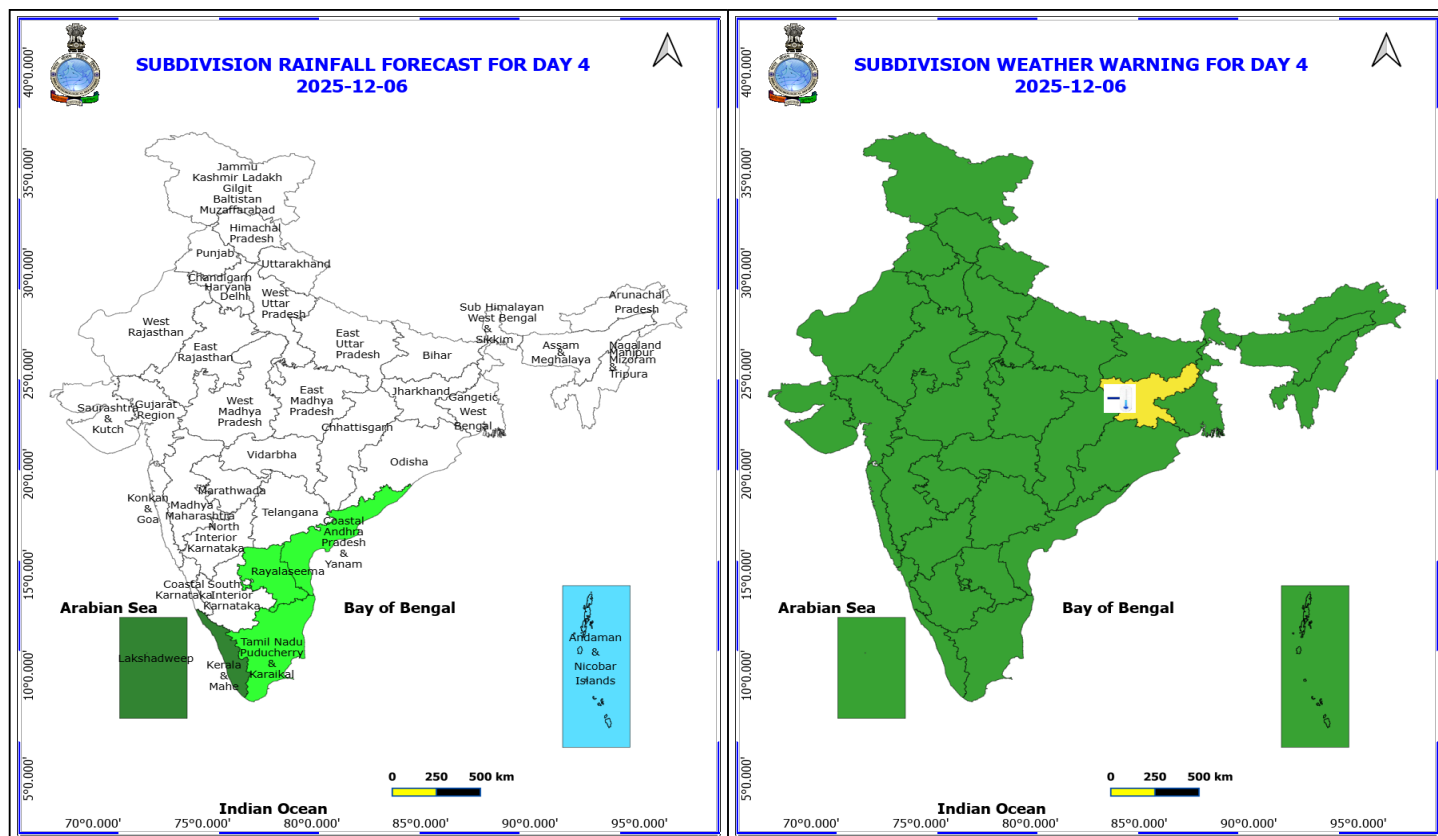 SUBDIVISION RAINFALL FORECAST FOR DAY 4
2025-12-06
40°0.000'
35°0.000'
30°0.000'
25°0.000'
20°0.000'
15°0.000'
10°0.000'
5°0.000'
Jammu
Kashmir Ladakh
Gilgit
Baltistan
Muzaffarabad
Himachal
Pradesh
Punjab
Uttarakhand
Chandigarh
Haryana
Delhi
West
Uttar
Pradesh
Arunachal
Pradesh
Sub Himalayan
West Bengal
&
Sikkim
West
Rajasthan
East
Rajasthan
East
Uttar
Pradesh
Bihar
Assam
&
Meghalaya
Nagaland
Manipur
Mizoram
&
Tripura
Saurashtra
&
Kutch
Gujarat
Region
West
Madhya
Pradesh
East
Madhya
Pradesh
Jharkhand
Gangetic
West
Bengal
Chhattisgarh
Vidarbha
Odisha
Konkan
&
Goa
Marathwada
Madhya
Maharashtra
North
Interior
Karnataka
Telangana
Coastal
Andhra
Pradesh
&
Yanam
Rayalaseema
Coastal
Karnataka
South
Interior
Karnataka
Arabian Sea
Bay of Bengal
Lakshadweep
Kerala
&
Mahe
Tamil Nadu
Puducherry
&
Karaikal
Andaman
&
Nicobar
Islands
0 250 500 km
Indian Ocean
70°0.000' 75°0.000' 80°0.000' 85°0.000' 90°0.000' 95°0.000'
SUBDIVISION WEATHER WARNING FOR DAY 4
2025-12-06
40°0.000'
35°0.000'
30°0.000'
25°0.000'
20°0.000'
15°0.000'
10°0.000'
5°0.000'
Arabian Sea
Bay of Bengal
0 250 500 km
Indian Ocean
70°0.000' 75°0.000' 80°0.000' 85°0.000' 90°0.000' 95°0.000'